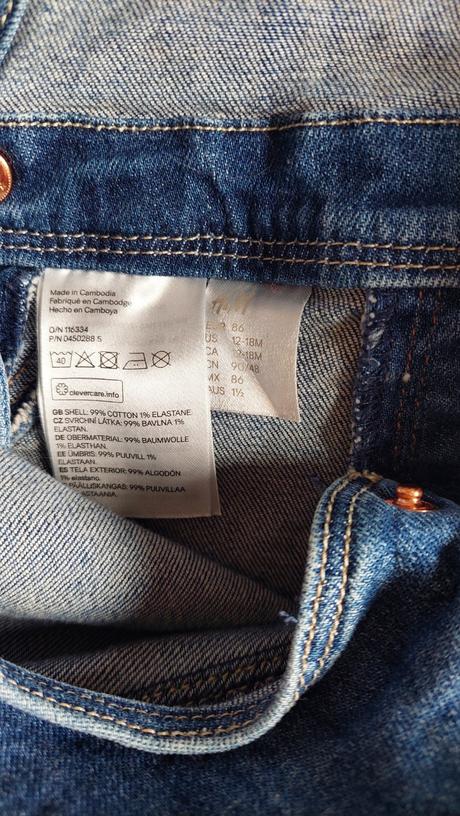 Made in Cambodia
Fabriqué en Cambodge
Hecho en Camboya
O/N 116334
P/N 0450288 5
40
clevercare.info
GB SHELL: 99% COTTON 1% ELASTANE.
CZ SVRCHNÍ LÁTKA: 99% BAVLNA 1%
ELASTAN.
DE OBERMATERIAL: 99% BAUMWOLLE
1% ELASTHAN.
EE ÜMBRIS: 99% PUUVILL 1%
ELASTAAN.
ES TELA EXTERIOR: 99% ALGODÓN
1% elastano.
PÄÄLLISKANGAS: 99% PUUVILLAA
ELASTAANIA.
86
US 12-18M
CA 12-18M
CN 90/48
MX 86
AUS 1½